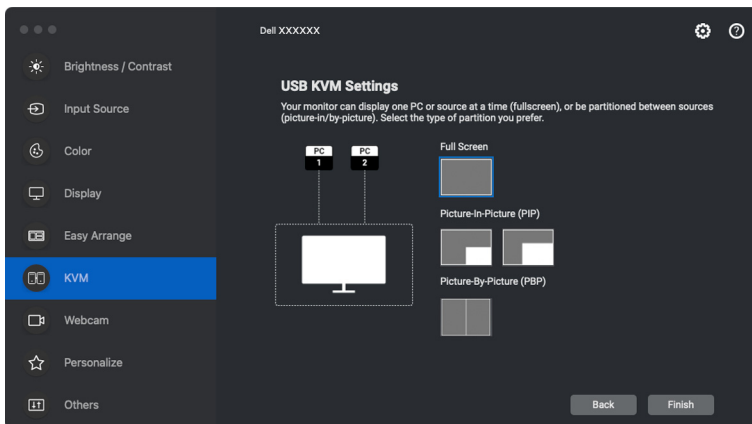 Dell XXXXXX
Brightness / Contrast
Input Source
Color
Display
Easy Arrange
KVM
Webcam
Personalize
Others
USB KVM Settings
Your monitor can display one PC or source at a time (fullscreen), or be partitioned between sources
(picture-in/by-picture). Select the type of partition you prefer.
PC
1
PC
2
Full Screen
Picture-In-Picture (PIP)
Picture-By-Picture (PBP)
Back
Finish